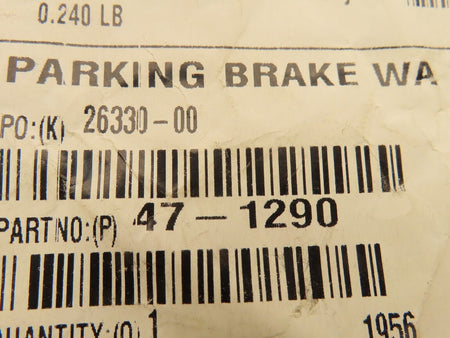 0.240 LB
PARKING BRAKE WA
PO:(K) 26330-00
PARTNO:(P) 47-1290
QUANTITY:(Q) 1 1956